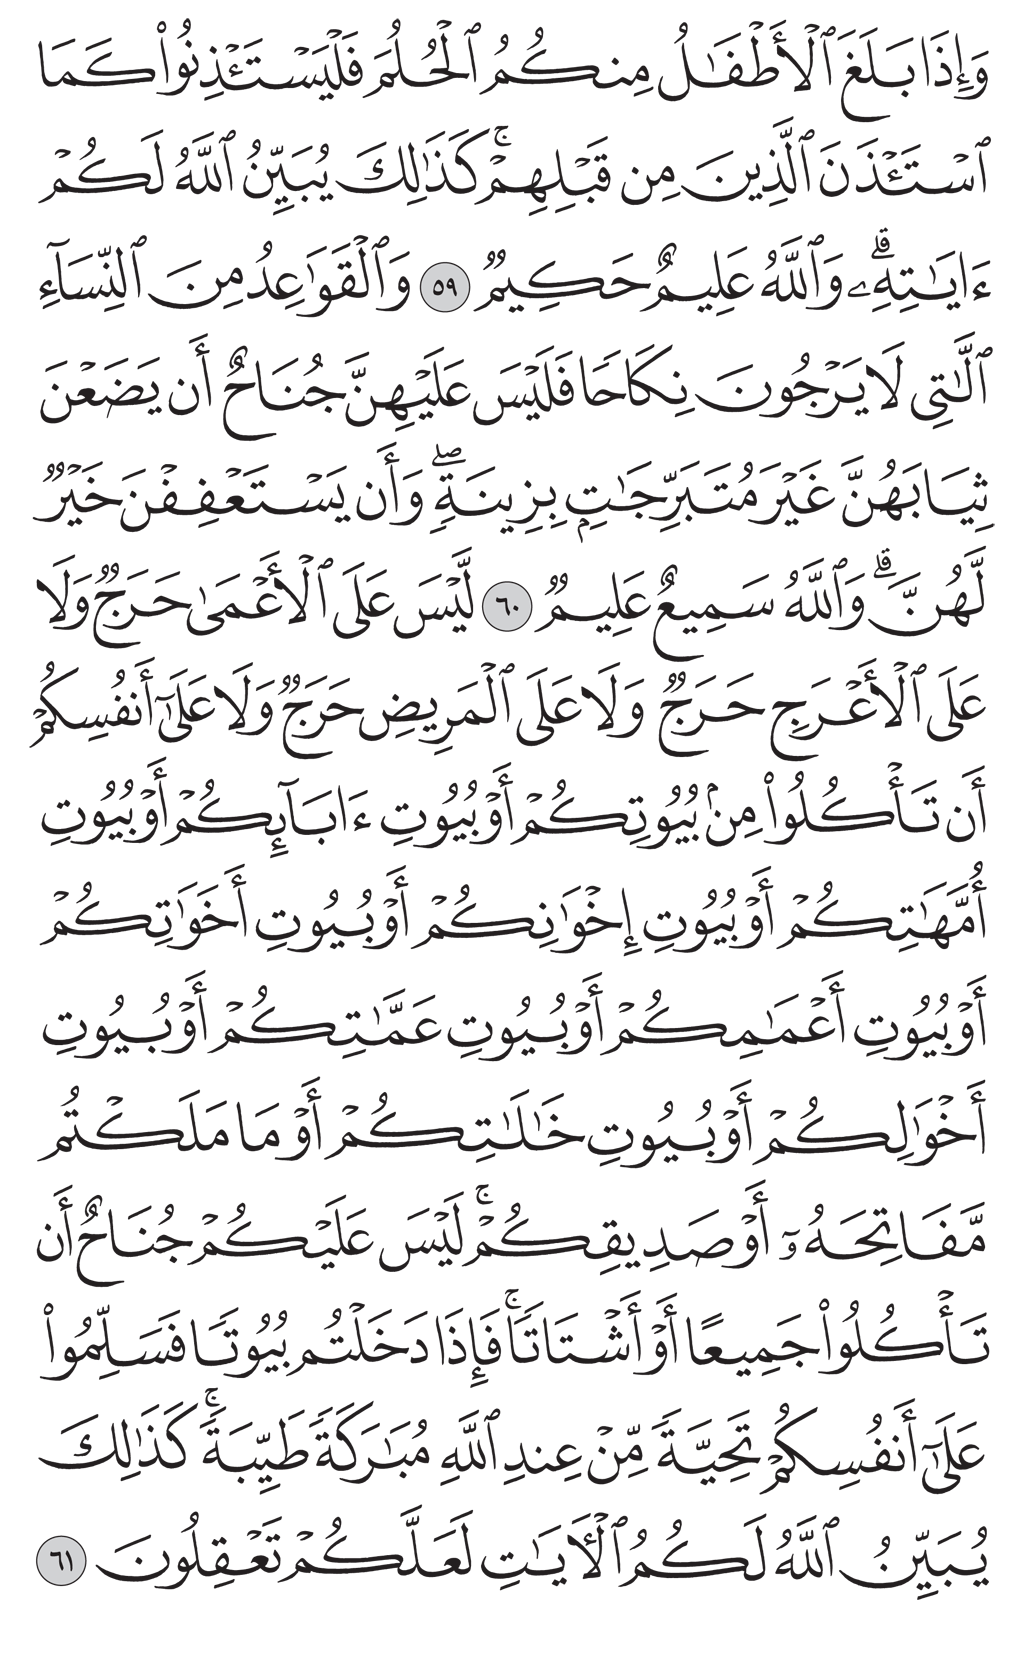 وَإِذَا بَلَغَ ٱلْأَطْفَٰلُ مِنكُمُ ٱلْحُلُمَ فَلْيَسْتَـْٔذِنُوا۟ كَمَا
ٱسْتَـْٔذَنَ ٱلَّذِينَ مِن قَبْلِهِمْ ۚ كَذَٰلِكَ يُبَيِّنُ ٱللَّهُ لَكُمْ
ءَايَٰتِهِۦ ۗ وَٱللَّهُ عَلِيمٌ حَكِيمٌ ٥٩ وَٱلْقَوَٰعِدُ مِنَ ٱلنِّسَآءِ
ٱلَّٰتِى لَا يَرْجُونَ نِكَاحًا فَلَيْسَ عَلَيْهِنَّ جُنَاحٌ أَن يَضَعْنَ
ثِيَابَهُنَّ غَيْرَ مُتَبَرِّجَٰتٍۭ بِزِينَةٍ ۖ وَأَن يَسْتَعْفِفْنَ خَيْرٌ
لَّهُنَّ ۗ وَٱللَّهُ سَمِيعٌ عَلِيمٌ ٦٠ لَّيْسَ عَلَى ٱلْأَعْمَىٰ حَرَجٌ وَلَا
عَلَى ٱلْأَعْرَجِ حَرَجٌ وَلَا عَلَى ٱلْمَرِيضِ حَرَجٌ وَلَا عَلَىٰٓ أَنفُسِكُمْ
أَن تَأْكُلُوا۟ مِنۢ بُيُوتِكُمْ أَوْ بُيُوتِ ءَابَآئِكُمْ أَوْ بُيُوتِ
أُمَّهَٰتِكُمْ أَوْ بُيُوتِ إِخْوَٰنِكُمْ أَوْ بُيُوتِ أَخَوَٰتِكُمْ
أَوْ بُيُوتِ أَعْمَٰمِكُمْ أَوْ بُيُوتِ عَمَّٰتِكُمْ أَوْ بُيُوتِ
أَخْوَٰلِكُمْ أَوْ بُيُوتِ خَٰلَٰتِكُمْ أَوْ مَا مَلَكْتُم
مَّفَاتِحَهُۥٓ أَوْ صَدِيقِكُمْ ۚ لَيْسَ عَلَيْكُمْ جُنَاحٌ أَن
تَأْكُلُوا۟ جَمِيعًا أَوْ أَشْتَاتًا ۚ فَإِذَا دَخَلْتُم بُيُوتًا فَسَلِّمُوا۟
عَلَىٰٓ أَنفُسِكُمْ تَحِيَّةً مِّنْ عِندِ ٱللَّهِ مُبَٰرَكَةً طَيِّبَةً ۚ كَذَٰلِكَ
يُبَيِّنُ ٱللَّهُ لَكُمُ ٱلْـَٔايَٰتِ لَعَلَّكُمْ تَعْقِلُونَ ٦١